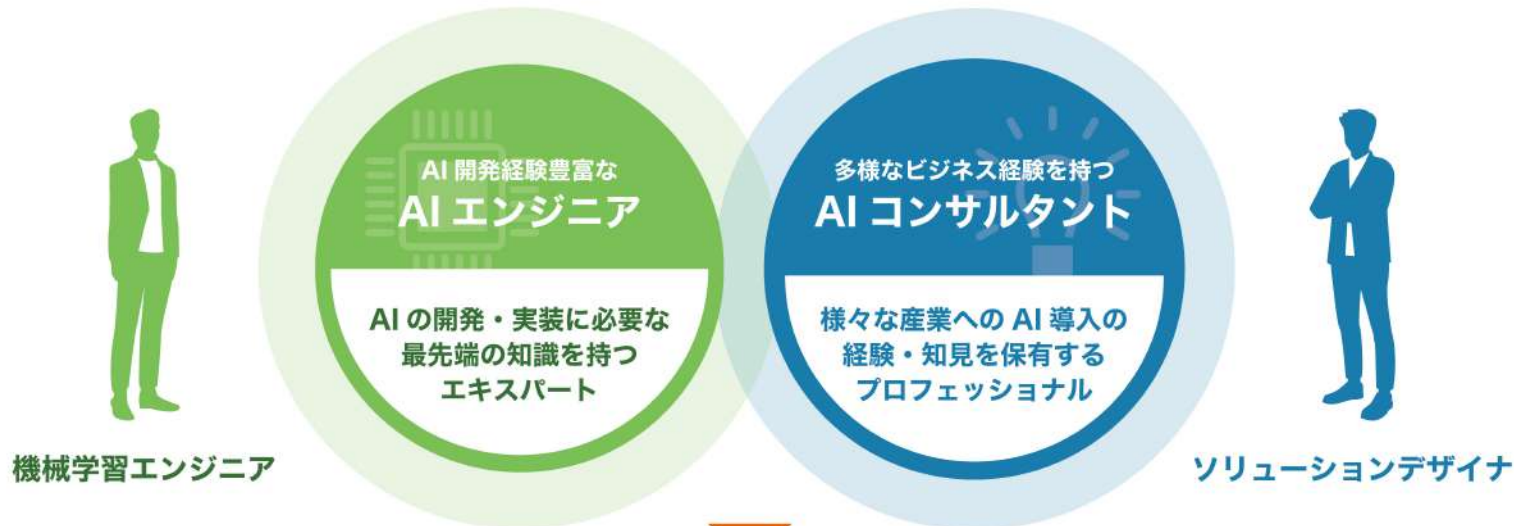 AI 開発経験豊富な
AI エンジニア
AI の開発・実装に必要な
最先端の知識を持つ
エキスパート
機械学習エンジニア
多様なビジネス経験を持つ
AI コンサルタント
様々な産業への AI 導入の
経験・知見を保有する
プロフェッショナル
ソリューションデザイナ